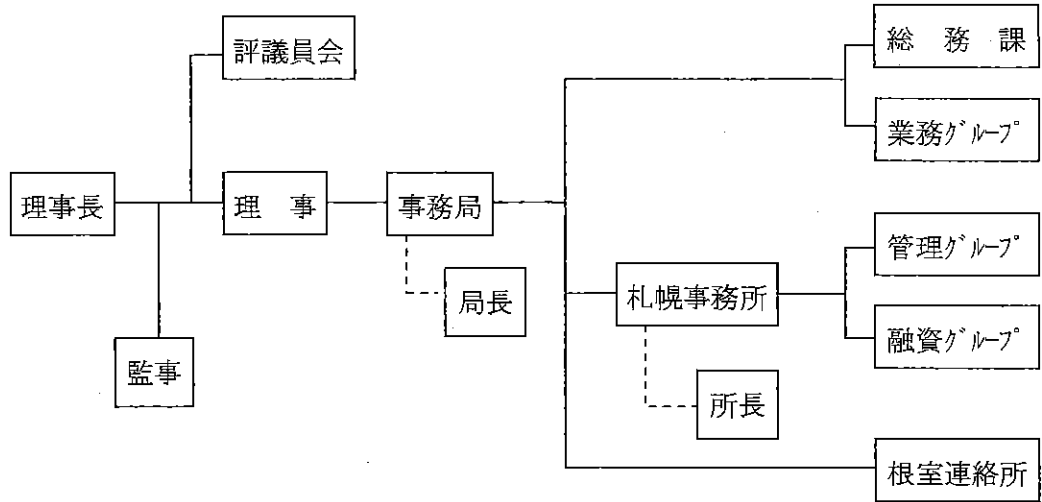 評議員会
総務課
業務ｸﾞﾙｰﾌﾟ
理事長
理事
事務局
局長
監事
札幌事務所
所長
管理ｸﾞﾙｰﾌﾟ
融資ｸﾞﾙｰﾌﾟ
根室連絡所